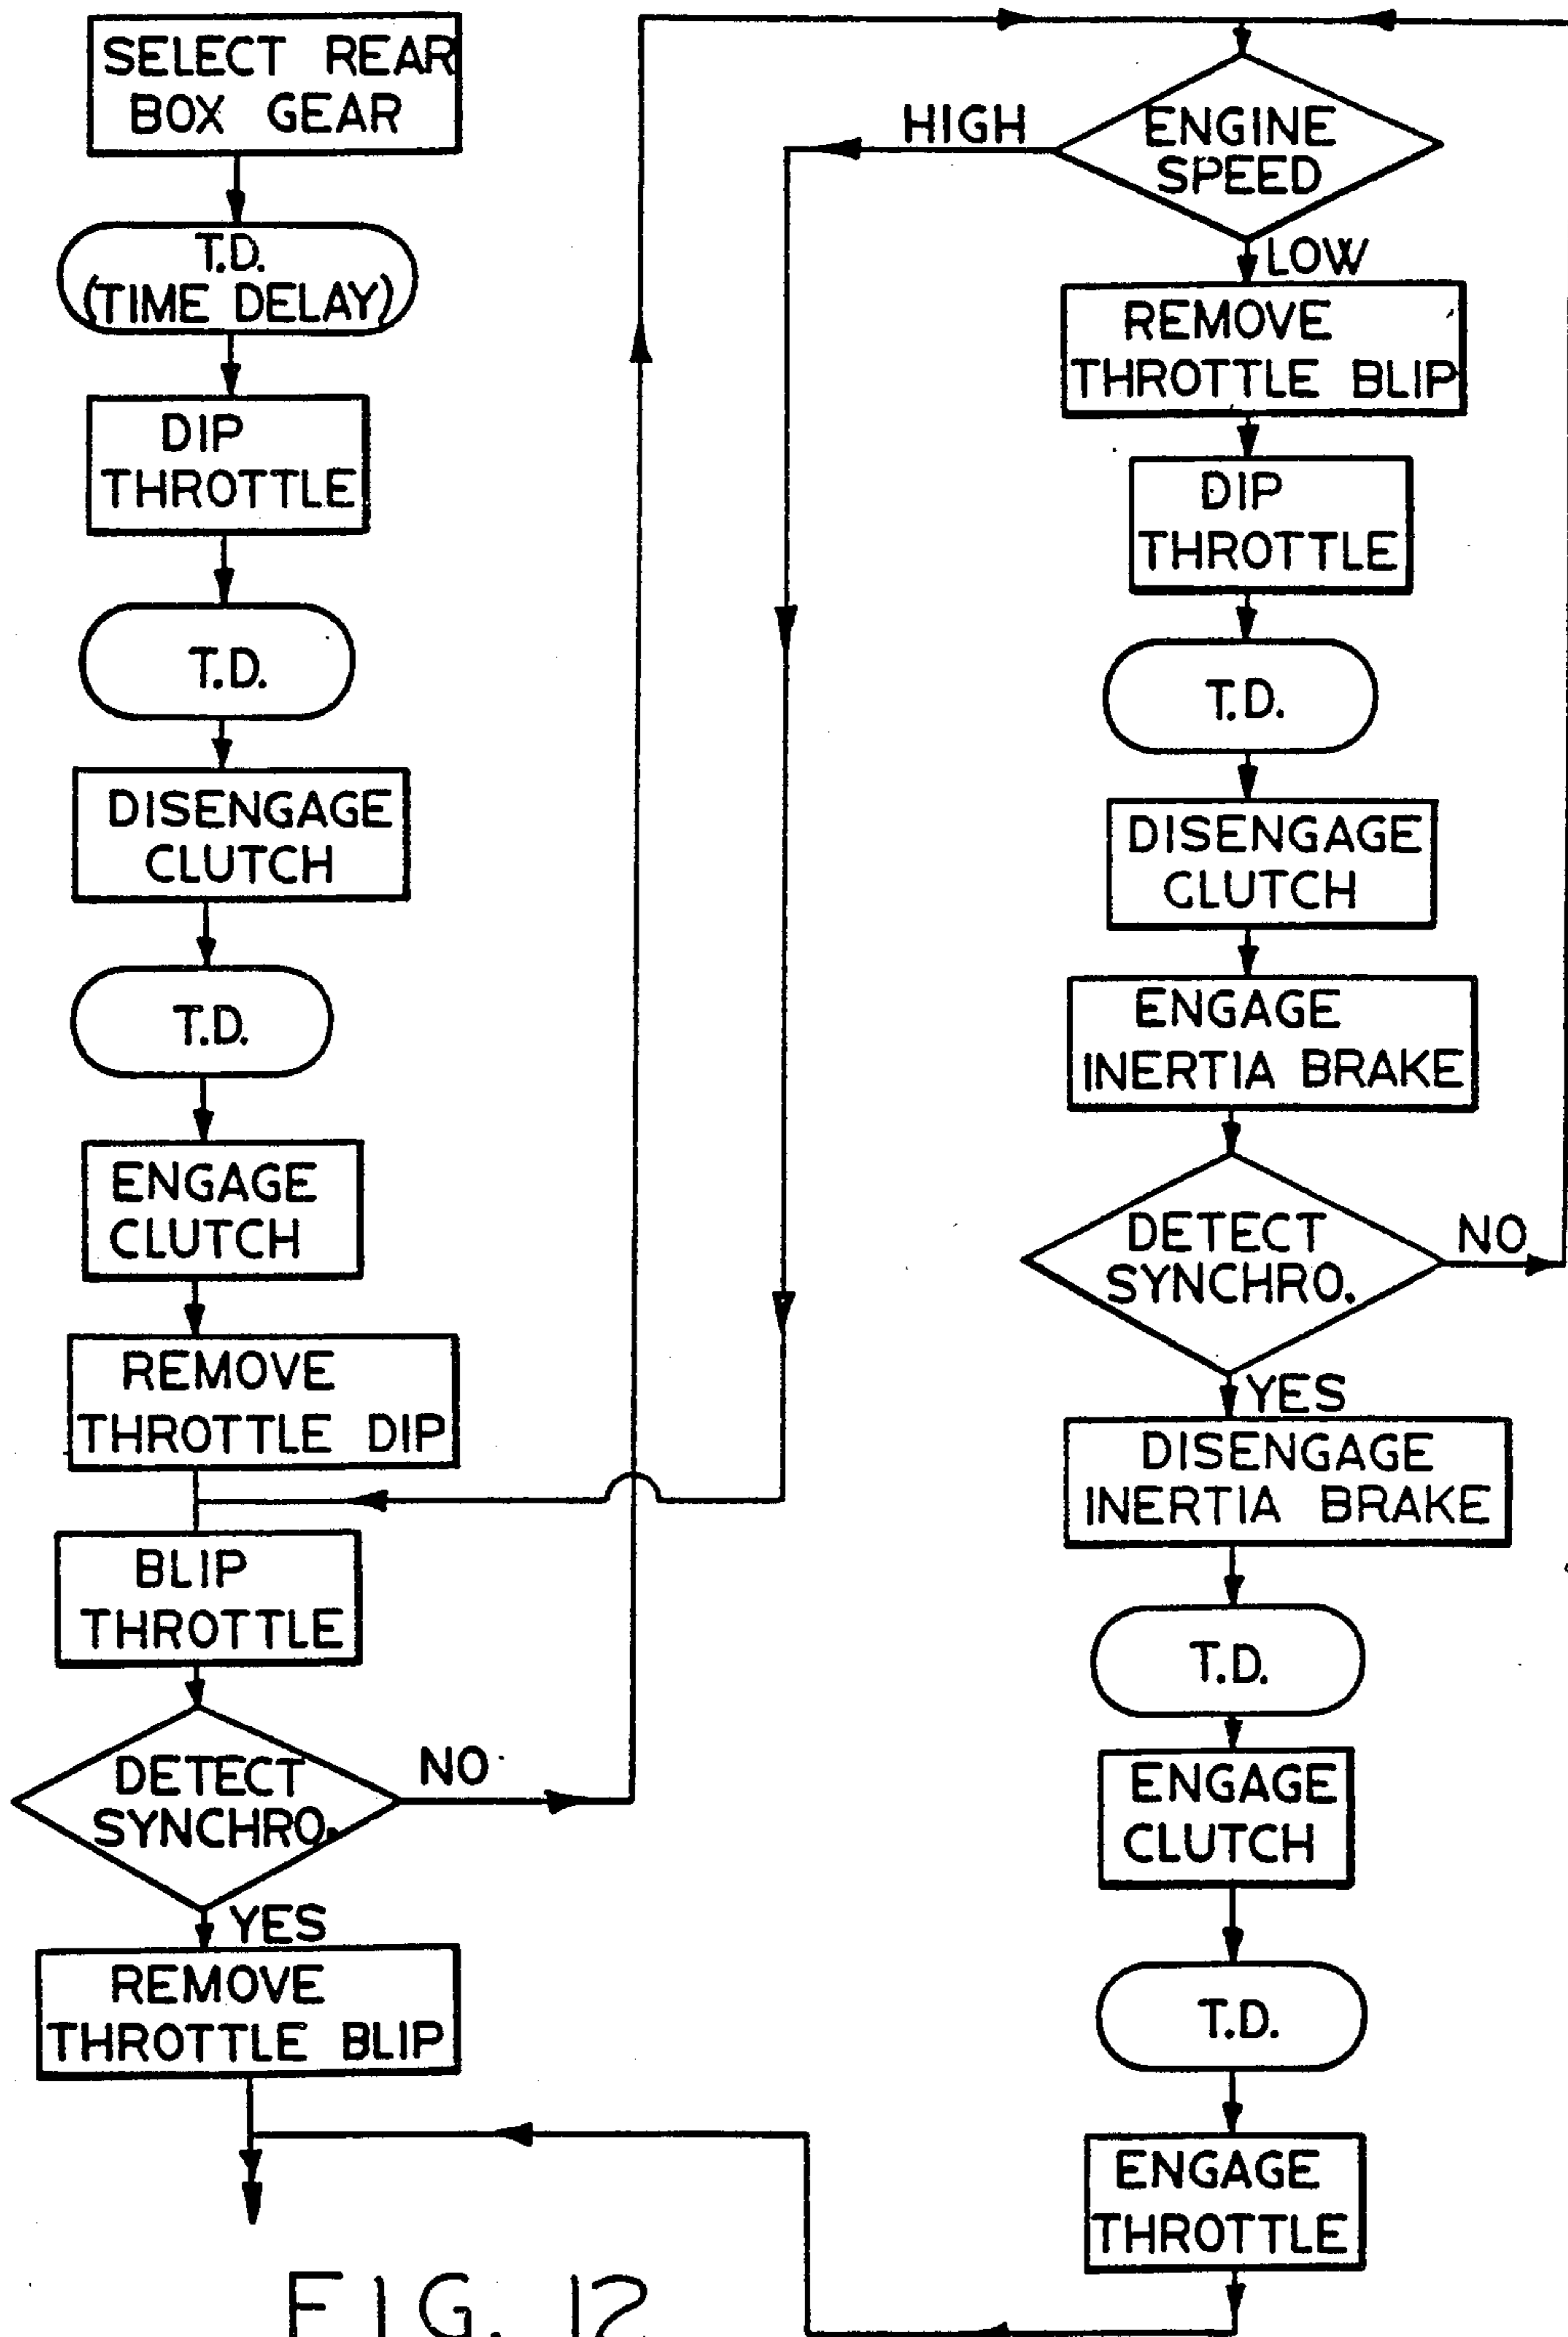 SELECT REAR
BOX GEAR
T.D.
(TIME DELAY)
DIP
THROTTLE
T.D.
DISENGAGE
CLUTCH
T.D.
ENGAGE
CLUTCH
REMOVE
THROTTLE DIP
BLIP
THROTTLE
DETECT
SYNCHRO.
NO
YES
REMOVE
THROTTLE BLIP
ENGINE
SPEED
HIGH
LOW
REMOVE
THROTTLE BLIP
DIP
THROTTLE
T.D.
DISENGAGE
CLUTCH
ENGAGE
INERTIA BRAKE
DETECT
SYNCHRO.
NO
YES
DISENGAGE
INERTIA BRAKE
T.D.
ENGAGE
CLUTCH
T.D.
ENGAGE
THROTTLE
FIG. 12